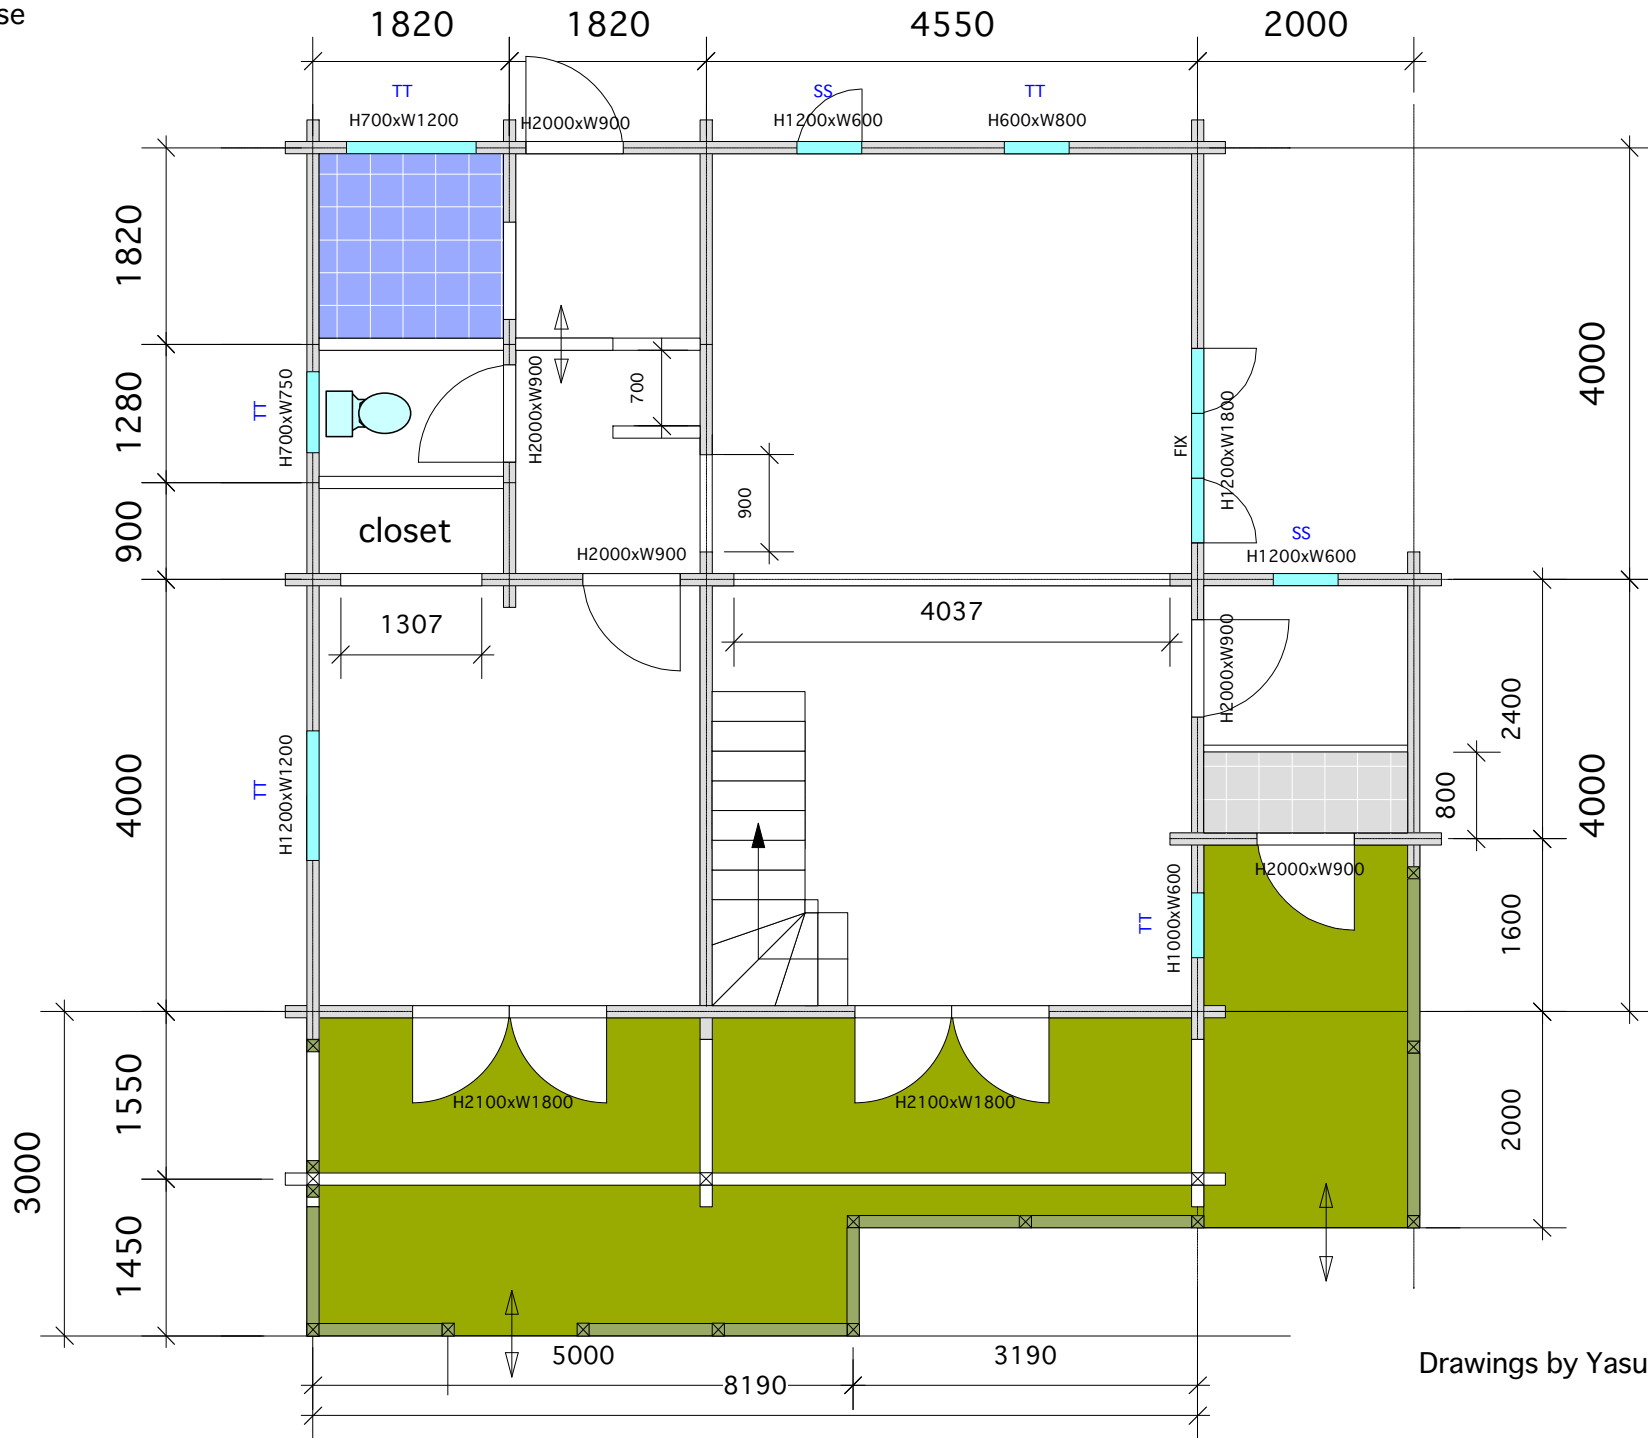 se
1820 1820 4550 2000
TT SS TT
H700xW1200 H2000xW900 H1200xW600 H600xW800
1820
1280
900
4000
1550
1450
3000
TT
H700xW750
H2000xW900
700
900
FIX
H1200xW1800
4000
closet
H2000xW900
SS
H1200xW600
1307
4037
TT
H1200xW1200
H2000xW900
2400
800
4000
H2000xW900
TT
H1000xW600
1600
H2100xW1800 H2100xW1800
2000
5000 3190
8190
Drawings by Yasu